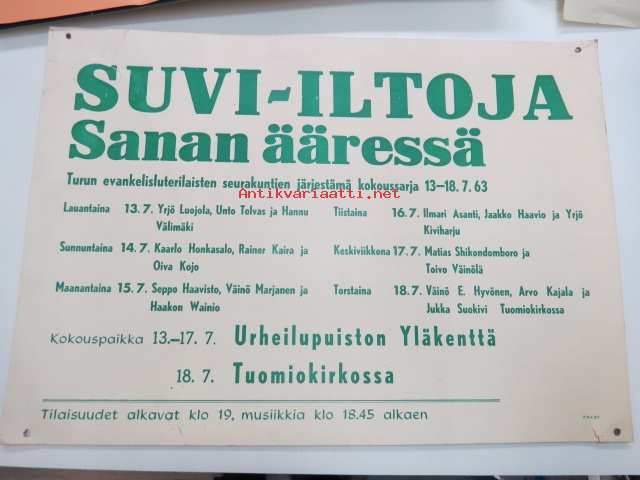 SUVI-ILTOJA
Sanan ääressä
Turun evankelisluterilaisten seurakuntien järjestämä kokoussarja 13–18. 7. 63
Antikvariaatti.net
Lauantaina 13. 7. Yrjö Luojola, Unto Tolvas ja Hannu
Välimäki
Sunnuntaina 14. 7. Kaarlo Honkasalo, Rainer Kaira ja
Oiva Kojo
Maanantaina 15. 7. Seppo Haavisto, Väinö Marjanen ja
Haakon Wainio
Tiistaina 16. 7. Ilmari Asanti, Jaakko Haavio ja Yrjö
Kiviharju
Keskiviikkona 17. 7. Matias Shikondomboro ja
Toivo Väinölä
Torstaina 18. 7. Väinö E. Hyvönen, Arvo Kajala ja
Jukka Suokivi Tuomiokirkossa
Kokouspaikka 13.–17. 7. Urheilupuiston Yläkenttä
18. 7. Tuomiokirkossa
Tilaisuudet alkavat klo 19, musiikkia klo 18.45 alkaen